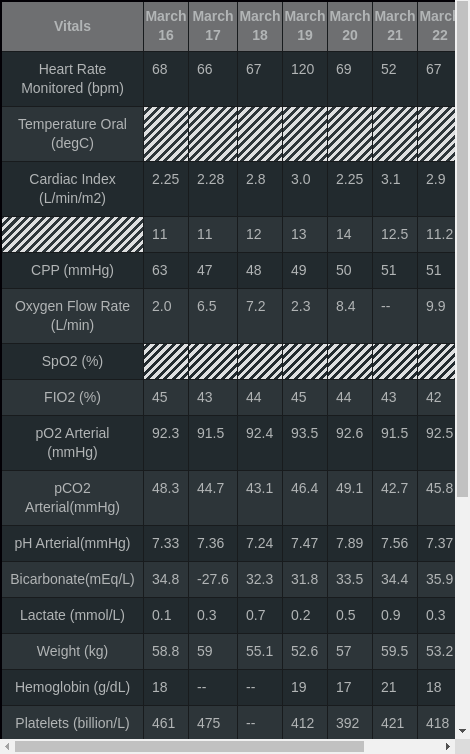 Vitals March 16 March 17 March 18 March 19 March 20 March 21 March 22
Heart Rate Monitored (bpm) 68 66 67 120 69 52 67
Temperature Oral (degC)
Cardiac Index (L/min/m2) 2.25 2.28 2.8 3.0 2.25 3.1 2.9
11 11 12 13 14 12.5 11.2
CPP (mmHg) 63 47 48 49 50 51 51
Oxygen Flow Rate (L/min) 2.0 6.5 7.2 2.3 8.4 -- 9.9
SpO2 (%)
FIO2 (%) 45 43 44 45 44 43 42
pO2 Arterial (mmHg) 92.3 91.5 92.4 93.5 92.6 91.5 92.5
pCO2 Arterial(mmHg) 48.3 44.7 43.1 46.4 49.1 42.7 45.8
pH Arterial(mmHg) 7.33 7.36 7.24 7.47 7.89 7.56 7.37
Bicarbonate(mEq/L) 34.8 -27.6 32.3 31.8 33.5 34.4 35.9
Lactate (mmol/L) 0.1 0.3 0.7 0.2 0.5 0.9 0.3
Weight (kg) 58.8 59 55.1 52.6 57 59.5 53.2
Hemoglobin (g/dL) 18 -- -- 19 17 21 18
Platelets (billion/L) 461 475 -- 412 392 421 418